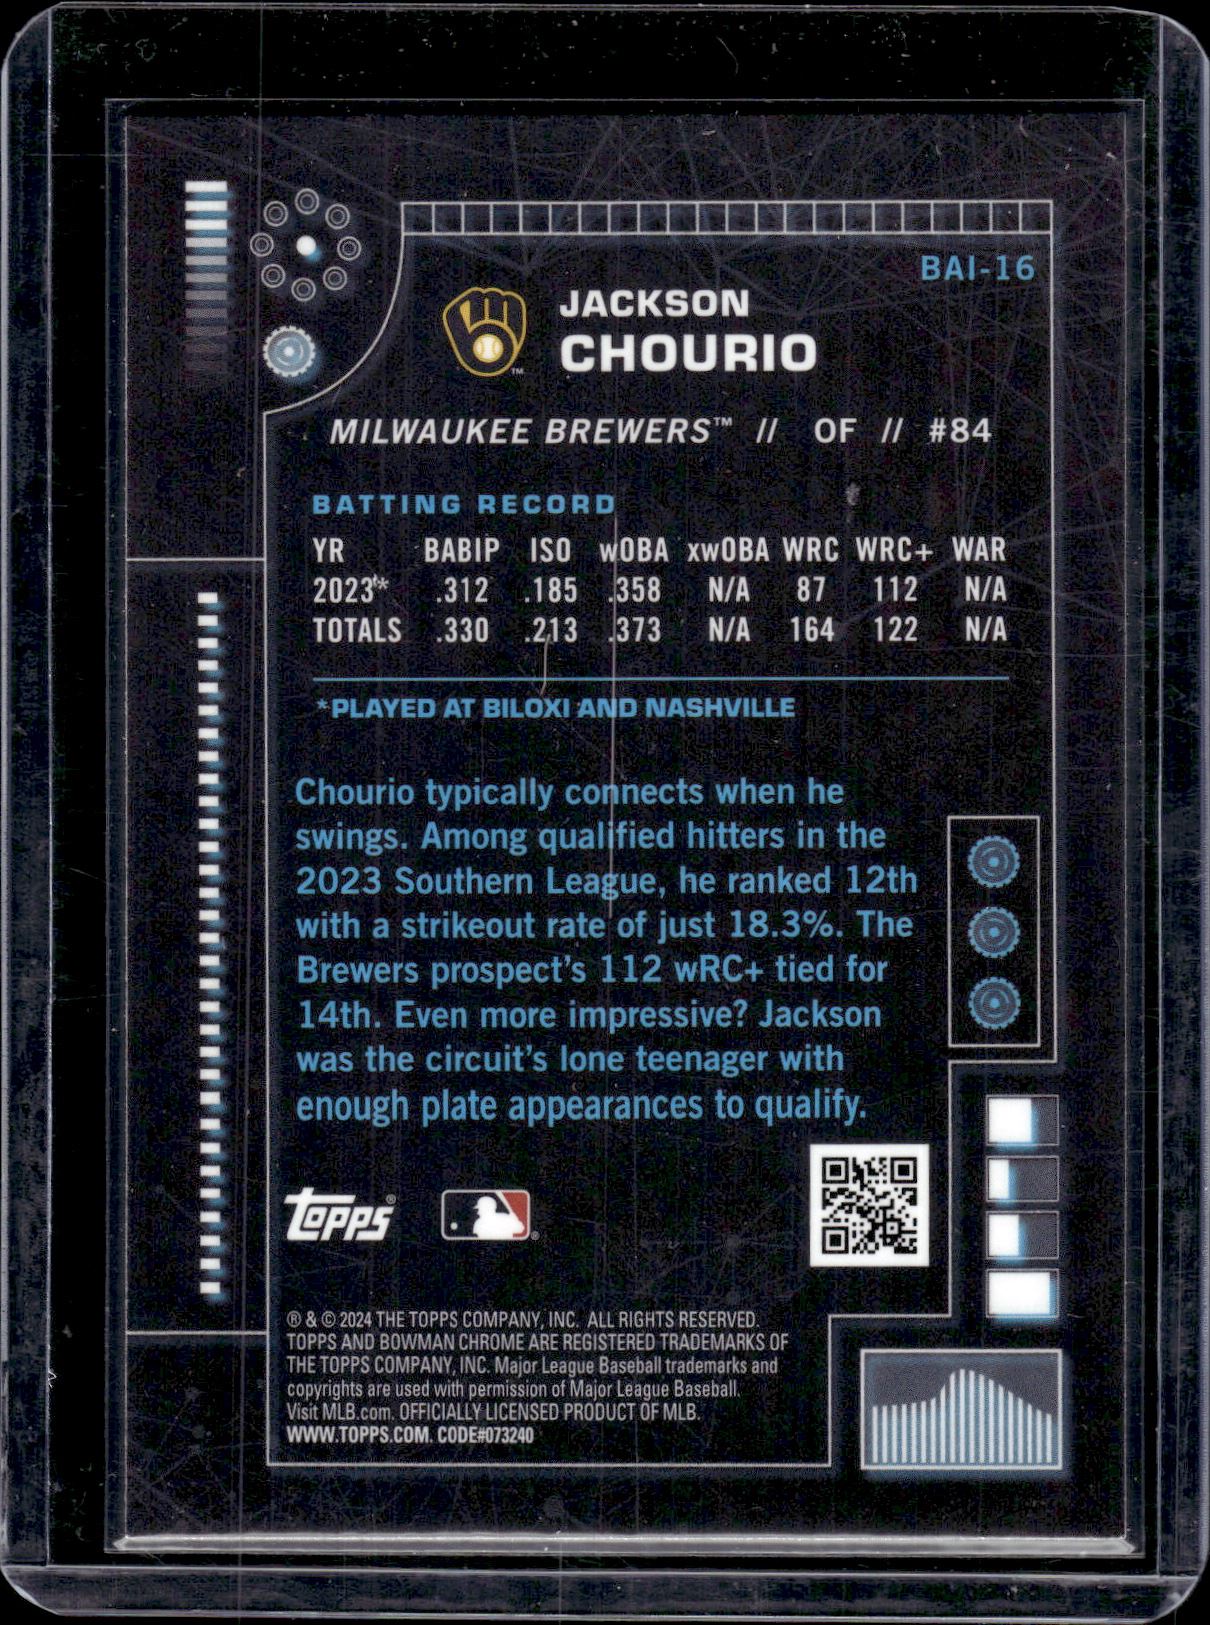 BAI-16
JACKSON
CHOURIO
MILWAUKEE BREWERS™ // OF // #84
BATTING RECORD
YR BABIP ISO wOBA xwOBA WRC WRC+ WAR
2023* .312 .185 .358 N/A 87 112 N/A
TOTALS .330 .213 .373 N/A 164 122 N/A
*PLAYED AT BILOXI AND NASHVILLE
Chourio typically connects when he
swings. Among qualified hitters in the
2023 Southern League, he ranked 12th
with a strikeout rate of just 18.3%. The
Brewers prospect's 112 wRC+ tied for
14th. Even more impressive? Jackson
was the circuit's lone teenager with
enough plate appearances to qualify.
topps®
® & © 2024 THE TOPPS COMPANY, INC. ALL RIGHTS RESERVED.
TOPPS AND BOWMAN CHROME ARE REGISTERED TRADEMARKS OF
THE TOPPS COMPANY, INC. Major League Baseball trademarks and
copyrights are used with permission of Major League Baseball.
Visit MLB.com. OFFICIALLY LICENSED PRODUCT OF MLB.
WWW.TOPPS.COM. CODE#073240